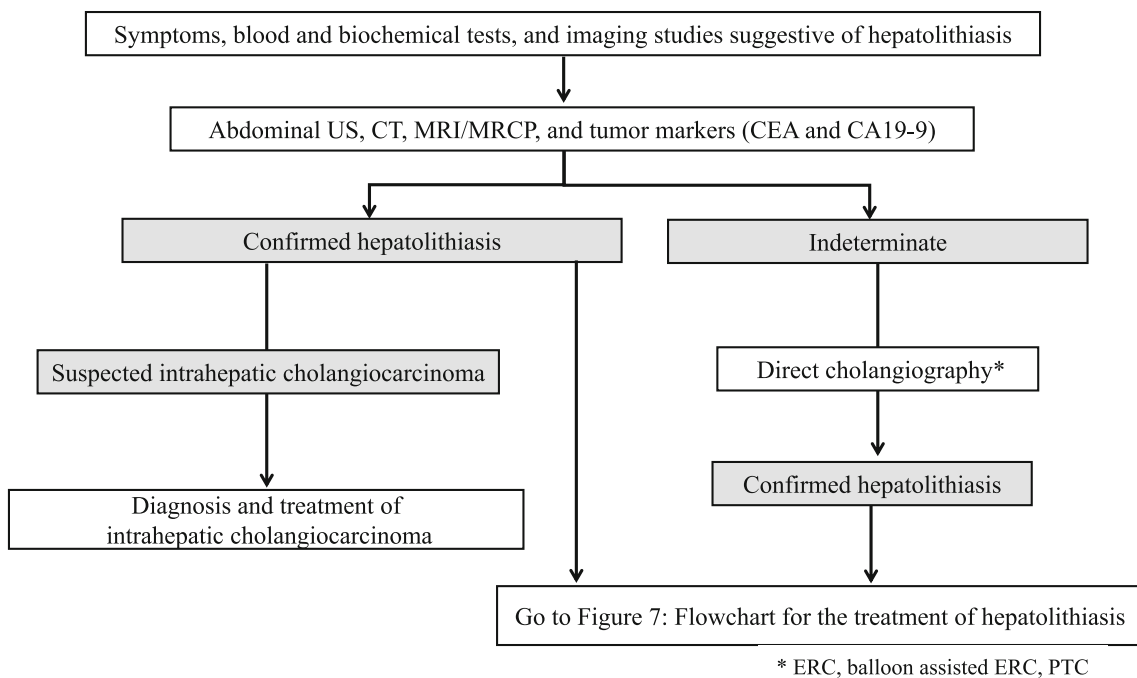 Symptoms, blood and biochemical tests, and imaging studies suggestive of hepatolithiasis
Abdominal US, CT, MRI/MRCP, and tumor markers (CEA and CA19-9)
Confirmed hepatolithiasis
Indeterminate
Suspected intrahepatic cholangiocarcinoma
Direct cholangiography*
Diagnosis and treatment of
intrahepatic cholangiocarcinoma
Confirmed hepatolithiasis
Go to Figure 7: Flowchart for the treatment of hepatolithiasis
* ERC, balloon assisted ERC, PTC